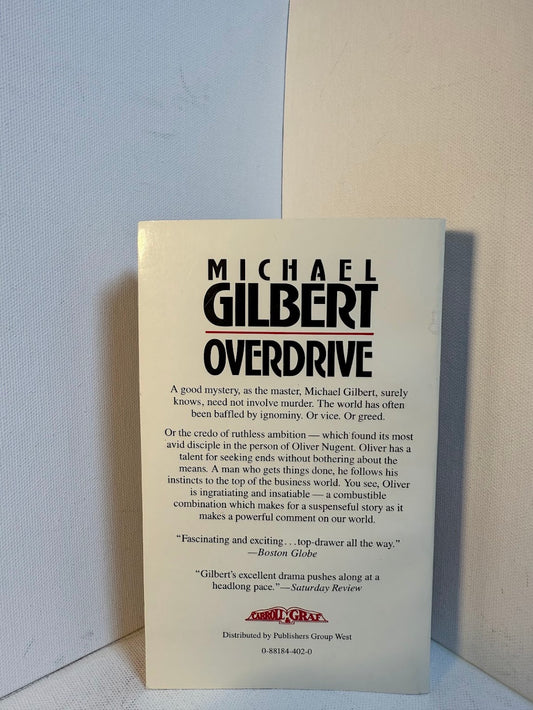 MICHAEL
GILBERT
OVERDRIVE
A good mystery, as the master, Michael Gilbert, surely
knows, need not involve murder. The world has often
been baffled by ignominy. Or vice. Or greed.
Or the credo of ruthless ambition — which found its most
avid disciple in the person of Oliver Nugent. Oliver has a
talent for seeking ends without bothering about the
means. A man who gets things done, he follows his
instincts to the top of the business world. You see, Oliver
is ingratiating and insatiable — a combustible
combination which makes for a suspenseful story as it
makes a powerful comment on our world.
“Fascinating and exciting...top-drawer all the way.”
—Boston Globe
“Gilbert's excellent drama pushes along at a
headlong pace.”—Saturday Review
CARROLL & GRAF
Distributed by Publishers Group West
0-88184-402-0